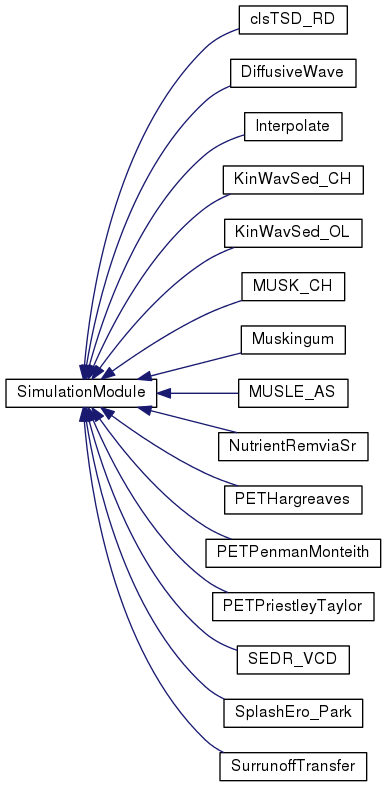 clsTSD_RD
DiffusiveWave
Interpolate
KinWavSed_CH
KinWavSed_OL
MUSK_CH
Muskingum
SimulationModule
MUSLE_AS
NutrientRemviaSr
PETHargreaves
PETPenmanMonteith
PETPriestleyTaylor
SEDR_VCD
SplashEro_Park
SurrunoffTransfer